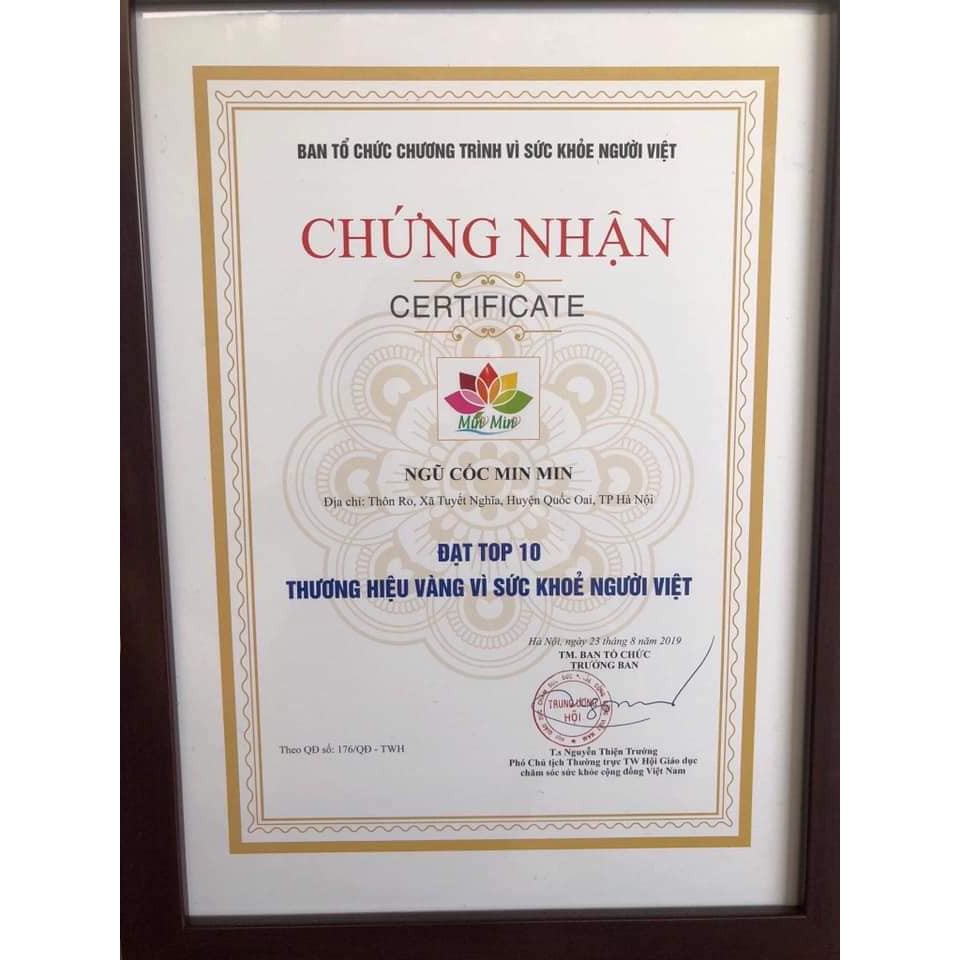 BAN TỔ CHỨC CHƯƠNG TRÌNH VÌ SỨC KHỎE NGƯỜI VIỆT
CHỨNG NHẬN
CERTIFICATE
Min Min
NGŨ CỐC MIN MIN
Địa chỉ: Thôn Ro, Xã Tuyết Nghĩa, Huyện Quốc Oai, TP Hà Nội
ĐẠT TOP 10
THƯƠNG HIỆU VÀNG VÌ SỨC KHOẺ NGƯỜI VIỆT
Hà Nội, ngày 23 tháng 8 năm 2019
TM. BAN TỔ CHỨC
TRƯỞNG BAN
TRUNG ƯƠNG
HỘI
Theo QĐ số: 176/QĐ - TWH
T.s Nguyễn Thiện Trưởng
Phó Chủ tịch Thường trực TW Hội Giáo dục
chăm sóc sức khỏe cộng đồng Việt Nam